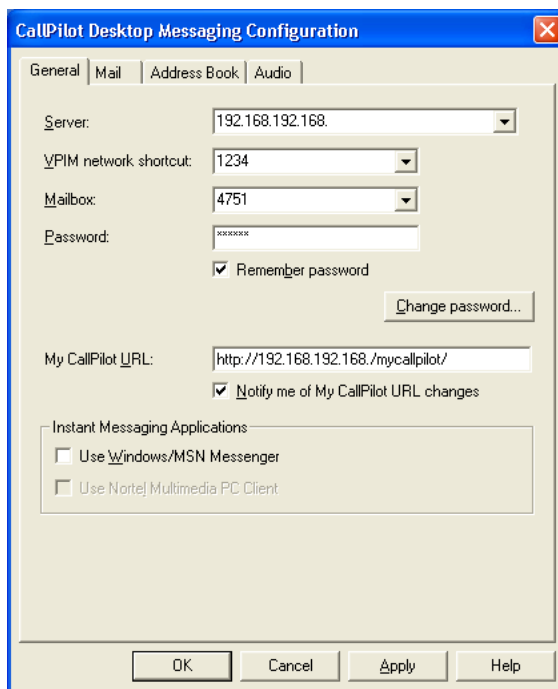 CallPilot Desktop Messaging Configuration
General Mail Address Book Audio
Server: 192.168.192.168.
VPIM network shortcut: 1234
Mailbox: 4751
Password: ******
Remember password
Change password...
My CallPilot URL: http://192.168.192.168./mycallpilot/
Notify me of My CallPilot URL changes
Instant Messaging Applications
Use Windows/MSN Messenger
Use Nortel Multimedia PC Client
OK Cancel Apply Help